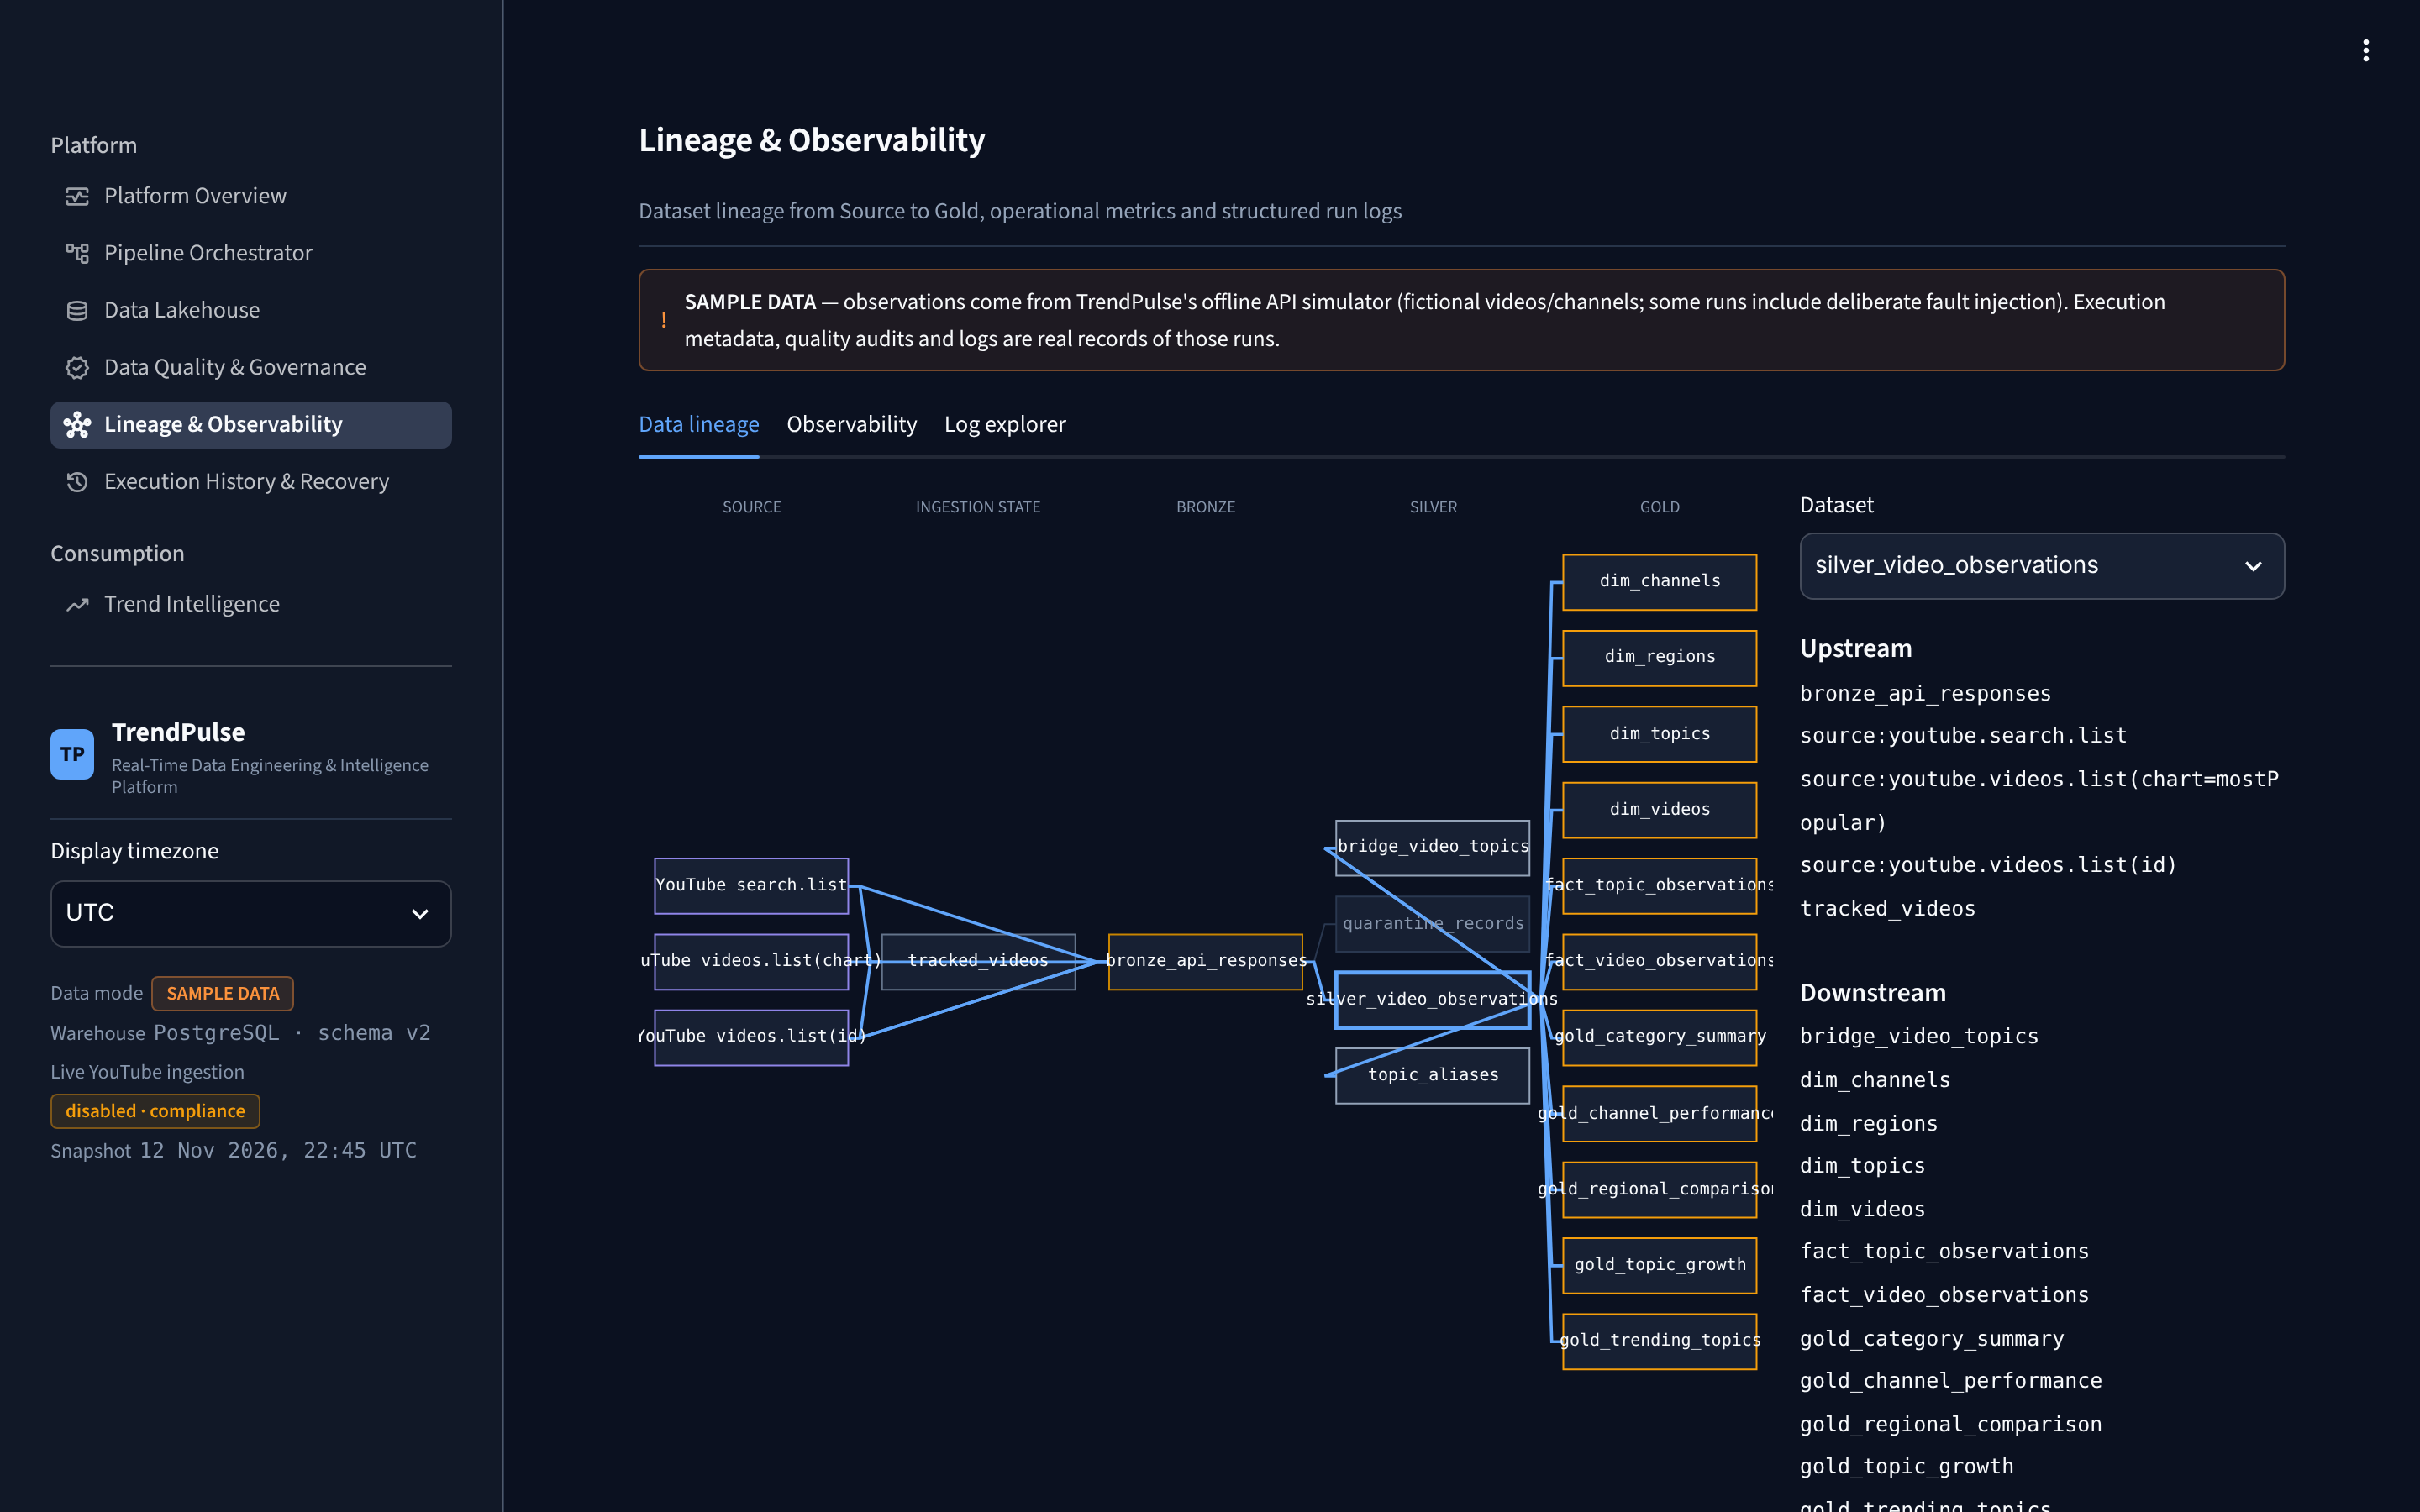 Platform
Platform Overview
Pipeline Orchestrator
Data Lakehouse
Data Quality & Governance
Lineage & Observability
Execution History & Recovery
Consumption
Trend Intelligence
TP
TrendPulse
Real-Time Data Engineering & Intelligence
Platform
Display timezone
UTC
Data mode SAMPLE DATA
Warehouse PostgreSQL · schema v2
Live YouTube ingestion
disabled · compliance
Snapshot 12 Nov 2026, 22:45 UTC
Lineage & Observability
Dataset lineage from Source to Gold, operational metrics and structured run logs
! SAMPLE DATA — observations come from TrendPulse's offline API simulator (fictional videos/channels; some runs include deliberate fault injection). Execution
metadata, quality audits and logs are real records of those runs.
Data lineage Observability Log explorer
SOURCE INGESTION STATE BRONZE SILVER GOLD
YouTube search.list
ouTube videos.list(chart)
YouTube videos.list(id)
tracked_videos
bronze_api_responses
bridge_video_topics
quarantine_records
silver_video_observations
topic_aliases
dim_channels
dim_regions
dim_topics
dim_videos
fact_topic_observations
fact_video_observations
gold_category_summary
gold_channel_performance
gold_regional_comparison
gold_topic_growth
gold_trending_topics
Dataset
silver_video_observations
Upstream
bronze_api_responses
source:youtube.search.list
source:youtube.videos.list(chart=mostP
opular)
source:youtube.videos.list(id)
tracked_videos
Downstream
bridge_video_topics
dim_channels
dim_regions
dim_topics
dim_videos
fact_topic_observations
fact_video_observations
gold_category_summary
gold_channel_performance
gold_regional_comparison
gold_topic_growth
gold_trending_topics